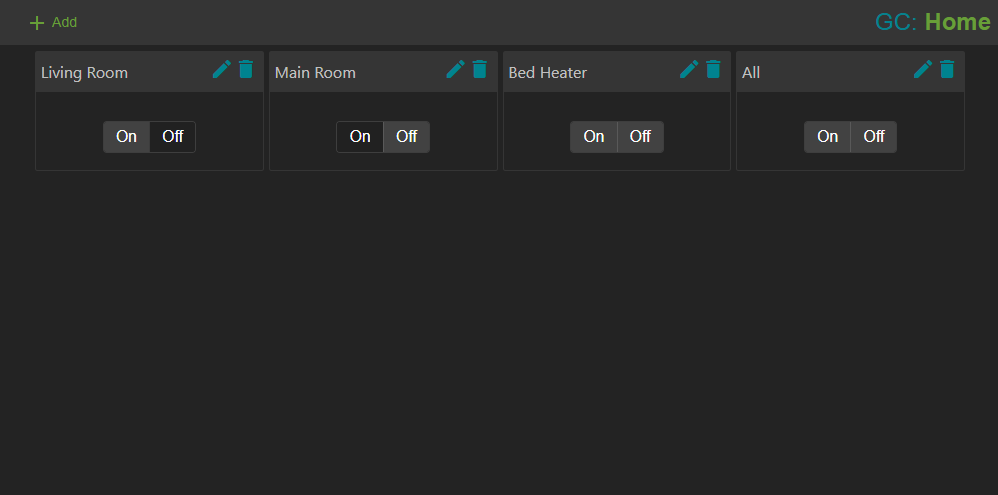 Add
GC: Home
Living Room
Main Room
Bed Heater
All
On Off
On Off
On Off
On Off